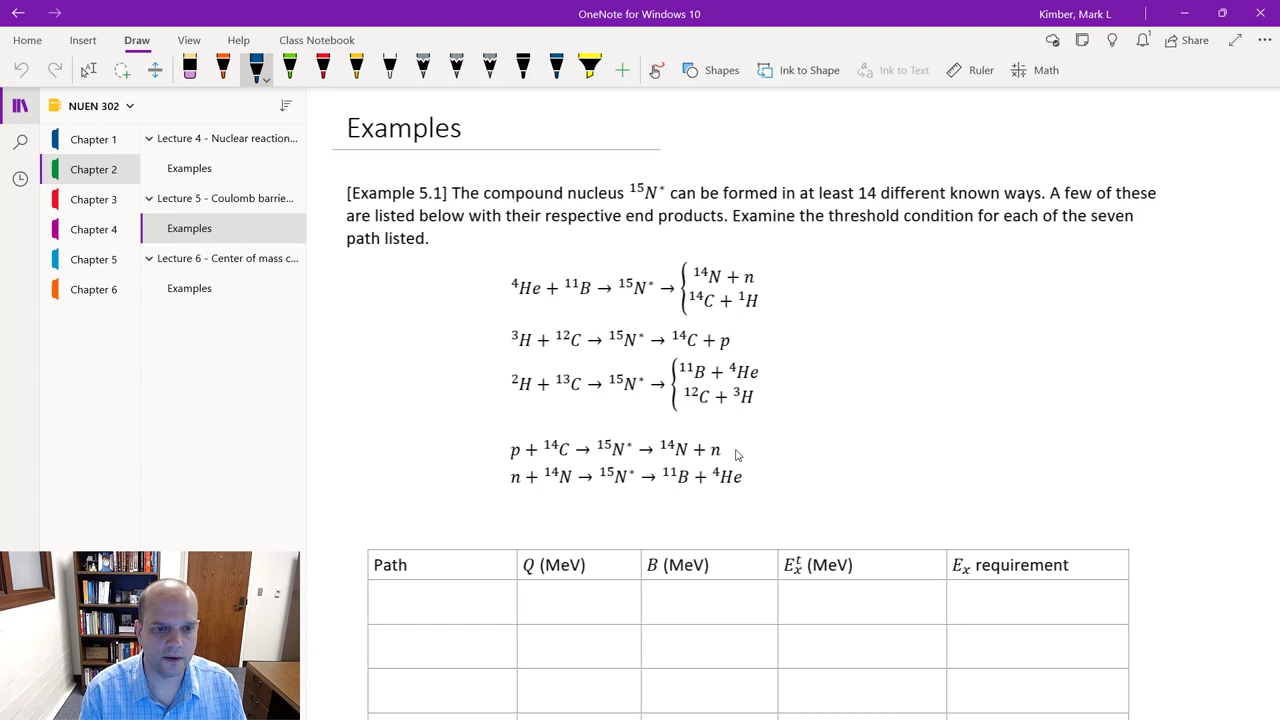 OneNote for Windows 10
Kimber, Mark L
Home
Insert
Draw
View
Help
Class Notebook
Share
Shapes
Ink to Shape
Ink to Text
Ruler
Math
NUEN 302
Chapter 1
Chapter 2
Chapter 3
Chapter 4
Chapter 5
Chapter 6
Lecture 4 - Nuclear reaction...
Examples
Lecture 5 - Coulomb barrie...
Examples
Lecture 6 - Center of mass c...
Examples
Examples
[Example 5.1] The compound nucleus ¹⁵N* can be formed in at least 14 different known ways. A few of these
are listed below with their respective end products. Examine the threshold condition for each of the seven
path listed.
⁴He + ¹¹B → ¹⁵N* → { ¹⁴N + n
¹⁴C + ¹H
³H + ¹²C → ¹⁵N* → ¹⁴C + p
²H + ¹³C → ¹⁵N* → { ¹¹B + ⁴He
¹²C + ³H
p + ¹⁴C → ¹⁵N* → ¹⁴N + n
n + ¹⁴N → ¹⁵N* → ¹¹B + ⁴He
Path Q (MeV) B (MeV) Eₓᵗ (MeV) Eₓ requirement